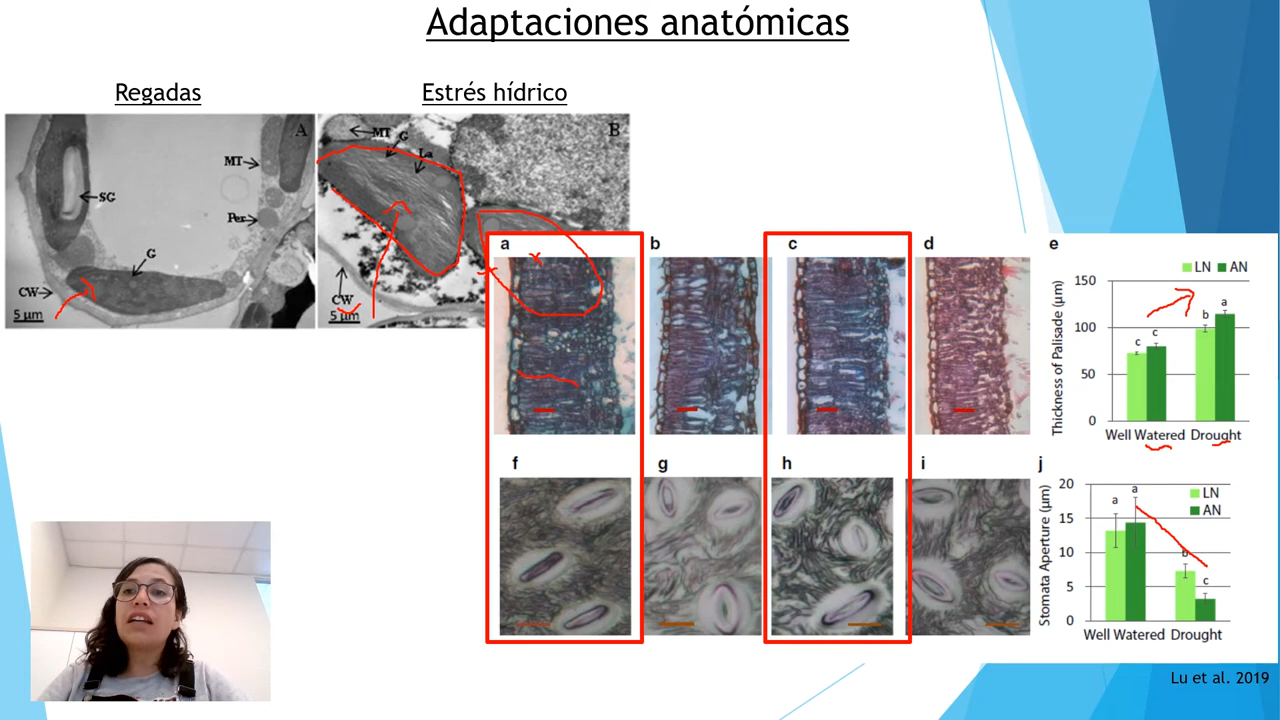 Adaptaciones anatómicas
Regadas
Estrés hídrico
A
MT
SG
Per
G
CW
5 µm
B
MT
G
La
CW
5 µm
a
b
c
d
e
LN AN
Thickness of Palisade (µm)
150
100
50
0
c
c
b
a
Well Watered Drought
f
g
h
i
j
LN
AN
Stomata Aperture (µm)
20
15
10
5
0
a
a
b
c
Well Watered Drought
Lu et al. 2019